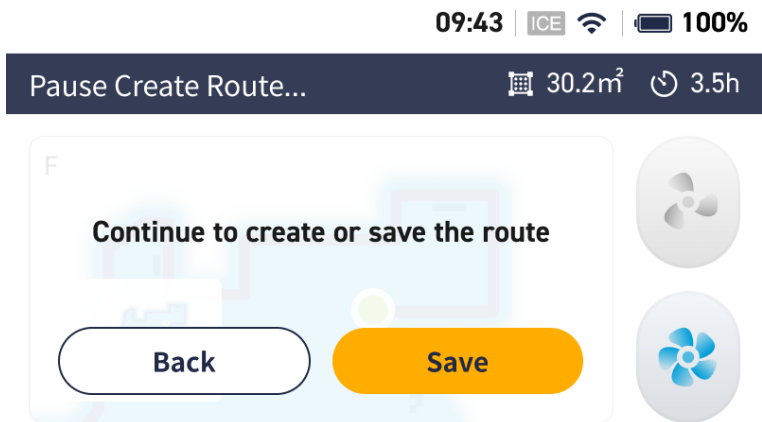 09:43 ICE 100%
Pause Create Route... 30.2㎡ 3.5h
F
Continue to create or save the route
Back Save